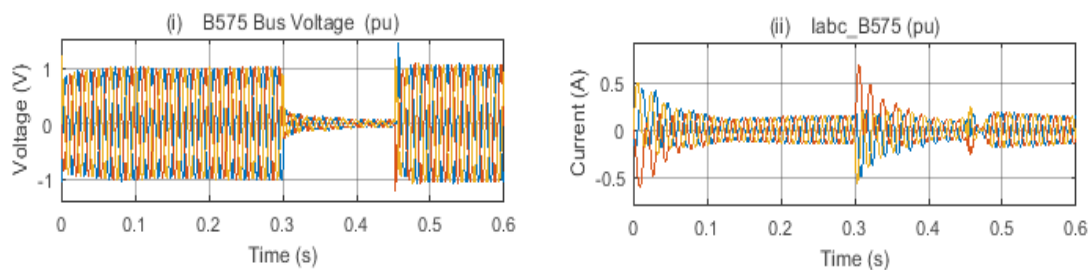 (i) B575 Bus Voltage (pu)
Voltage (V)
1
0
-1
0 0.1 0.2 0.3 0.4 0.5 0.6
Time (s)
(ii) Iabc_B575 (pu)
Current (A)
0.5
0
-0.5
0 0.1 0.2 0.3 0.4 0.5 0.6
Time (s)